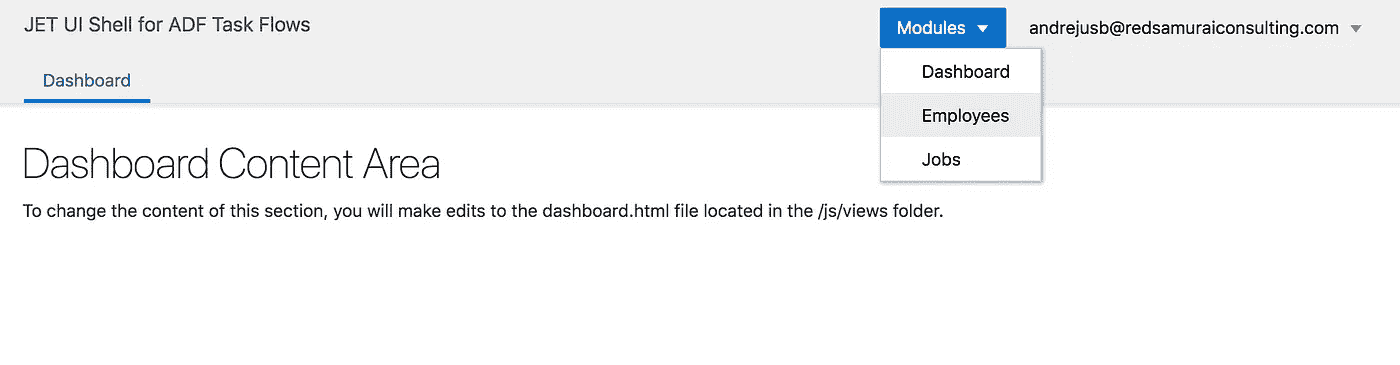 JET UI Shell for ADF Task Flows
Modules
andrejusb@redsamuraiconsulting.com
Dashboard
Dashboard
Employees
Jobs
Dashboard Content Area
To change the content of this section, you will make edits to the dashboard.html file located in the /js/views folder.